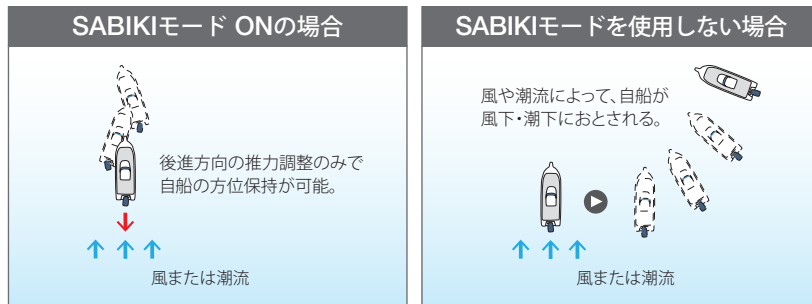 SABIKIモード ONの場合
後進方向の推力調整のみで
自船の方位保持が可能。
風または潮流
SABIKIモードを使用しない場合
風や潮流によって、自船が
風下・潮下におとされる。
風または潮流